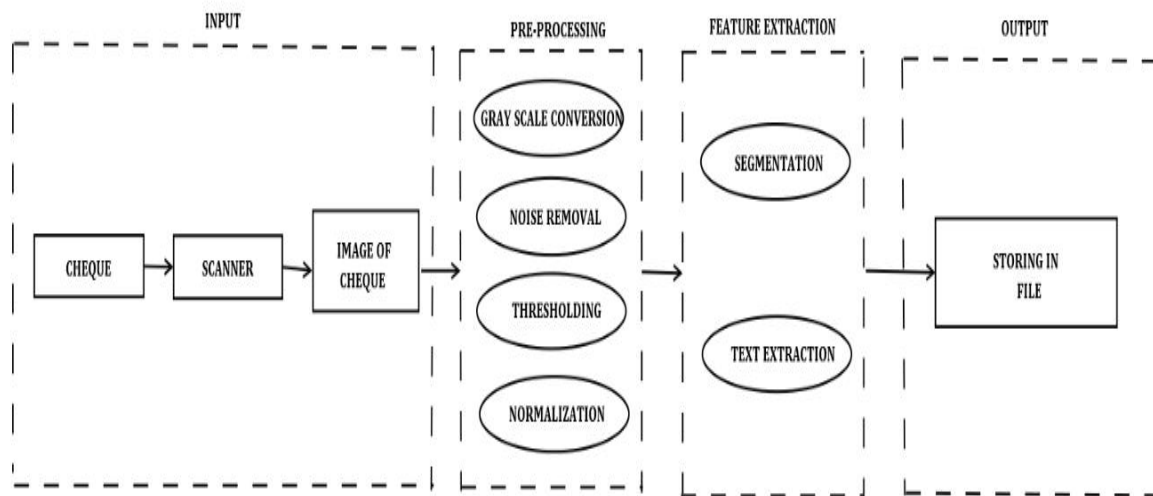 INPUT
PRE-PROCESSING
FEATURE EXTRACTION
OUTPUT
CHEQUE
SCANNER
IMAGE OF
CHEQUE
GRAY SCALE CONVERSION
NOISE REMOVAL
THRESHOLDING
NORMALIZATION
SEGMENTATION
TEXT EXTRACTION
STORING IN
FILE